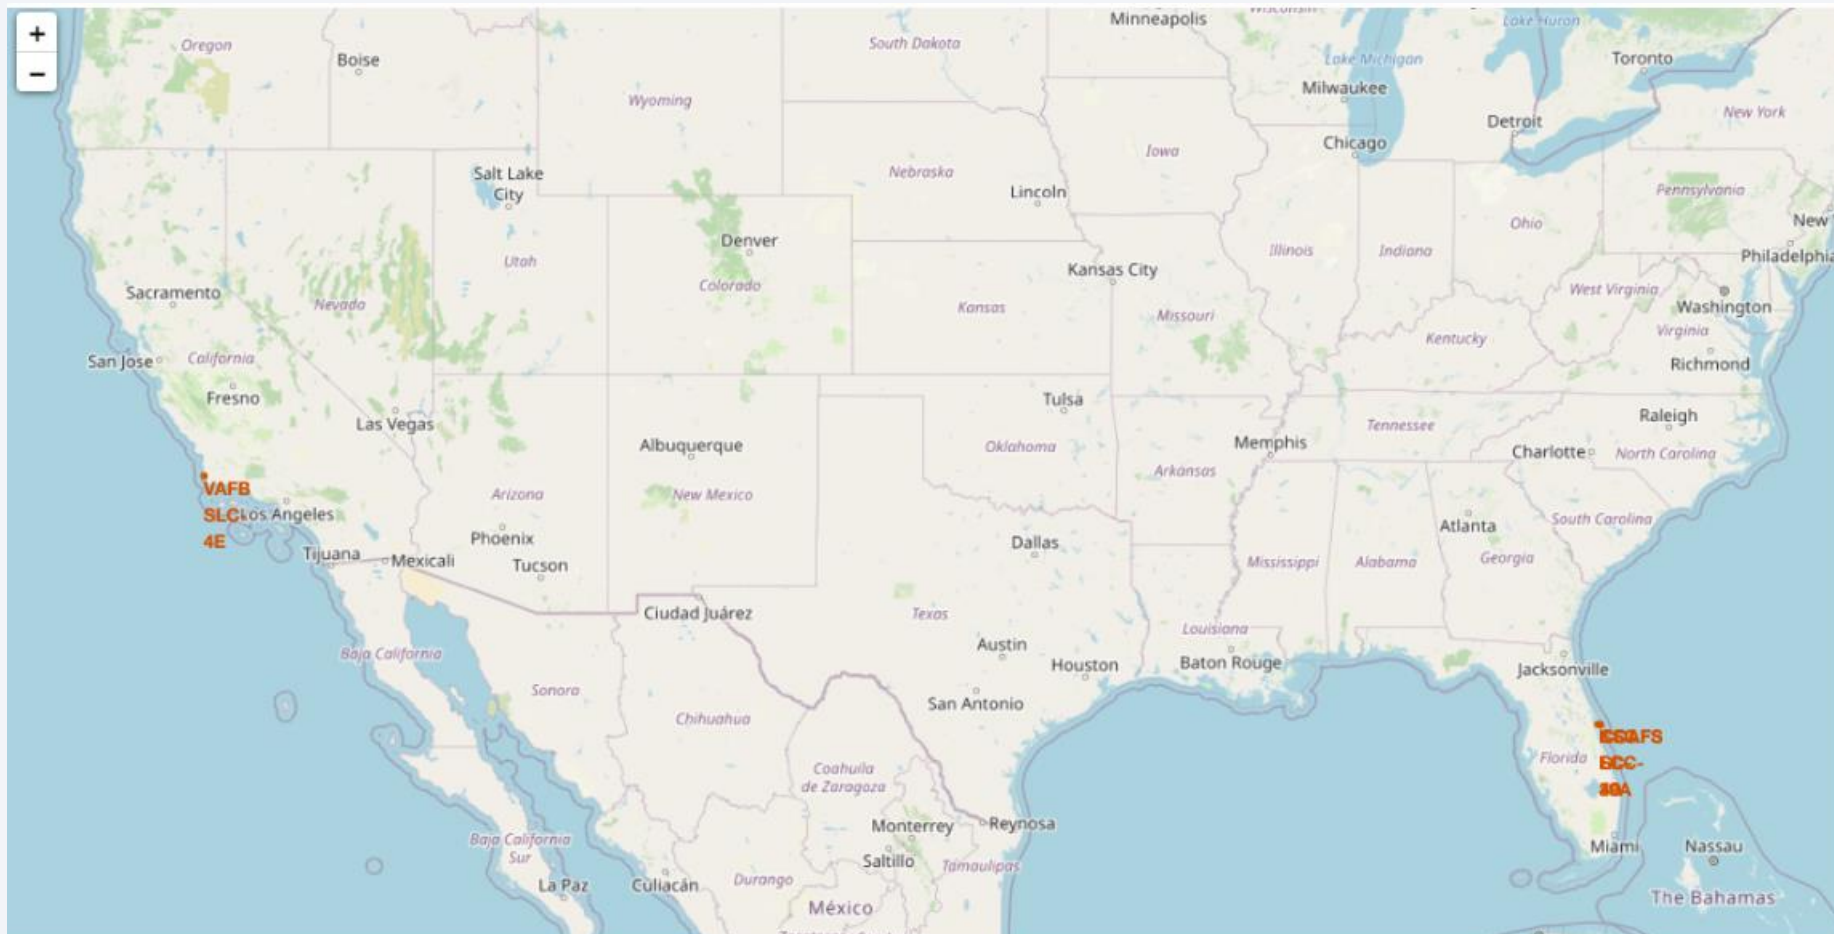 +
−
Minneapolis
Wisconsin
Lake Huron
Oregon
Boise
South Dakota
Lake Michigan
Toronto
Wyoming
Milwaukee
New York
Detroit
Chicago
Iowa
Salt Lake
City
Nebraska
Lincoln
Pennsylvania
Ohio
New
Denver
Utah
Illinois
Indiana
Philadelphia
Kansas City
Colorado
West Virginia
Sacramento
Nevada
Kansas
Missouri
Washington
Virginia
Kentucky
San Jose
California
Richmond
Fresno
Tulsa
Las Vegas
Raleigh
Tennessee
Albuquerque
Oklahoma
Memphis
Charlotte
North Carolina
Arkansas
VAFB
SLC-
4E
Los Angeles
Arizona
New Mexico
Atlanta
South Carolina
Phoenix
Dallas
Tijuana
Mexicali
Tucson
Mississippi
Alabama
Georgia
Ciudad Juárez
Texas
Louisiana
Austin
Baja California
Houston
Baton Rouge
Jacksonville
Sonora
San Antonio
Chihuahua
Florida
Coahuila
de Zaragoza
Monterrey
Reynosa
Baja California
Sur
Saltillo
Tamaulipas
Miami
Nassau
La Paz
Culiacán
Durango
México
The Bahamas